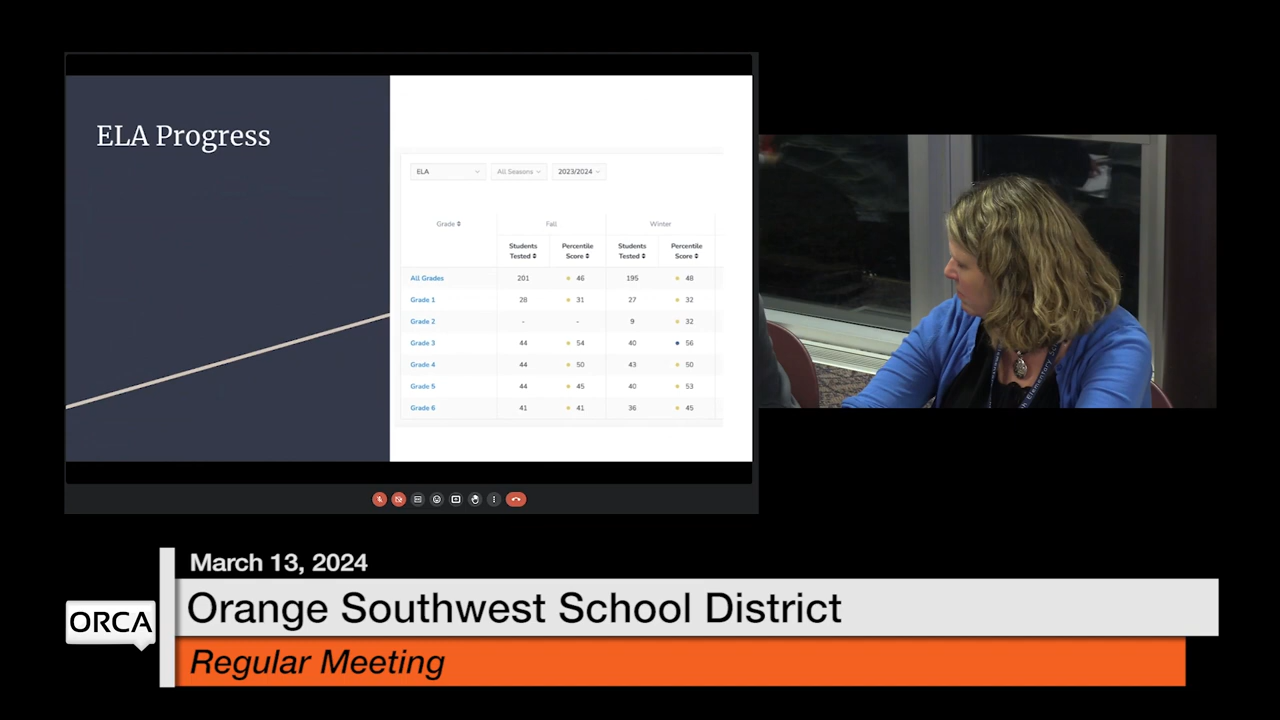 ELA Progress
ELA All Seasons 2023/2024
Grade Fall Winter
Students Tested Percentile Score Students Tested Percentile Score
All Grades 201 46 195 48
Grade 1 28 31 27 32
Grade 2 - - 9 32
Grade 3 44 54 40 56
Grade 4 44 50 43 50
Grade 5 44 45 40 53
Grade 6 41 41 36 45
March 13, 2024
ORCA
Orange Southwest School District
Regular Meeting